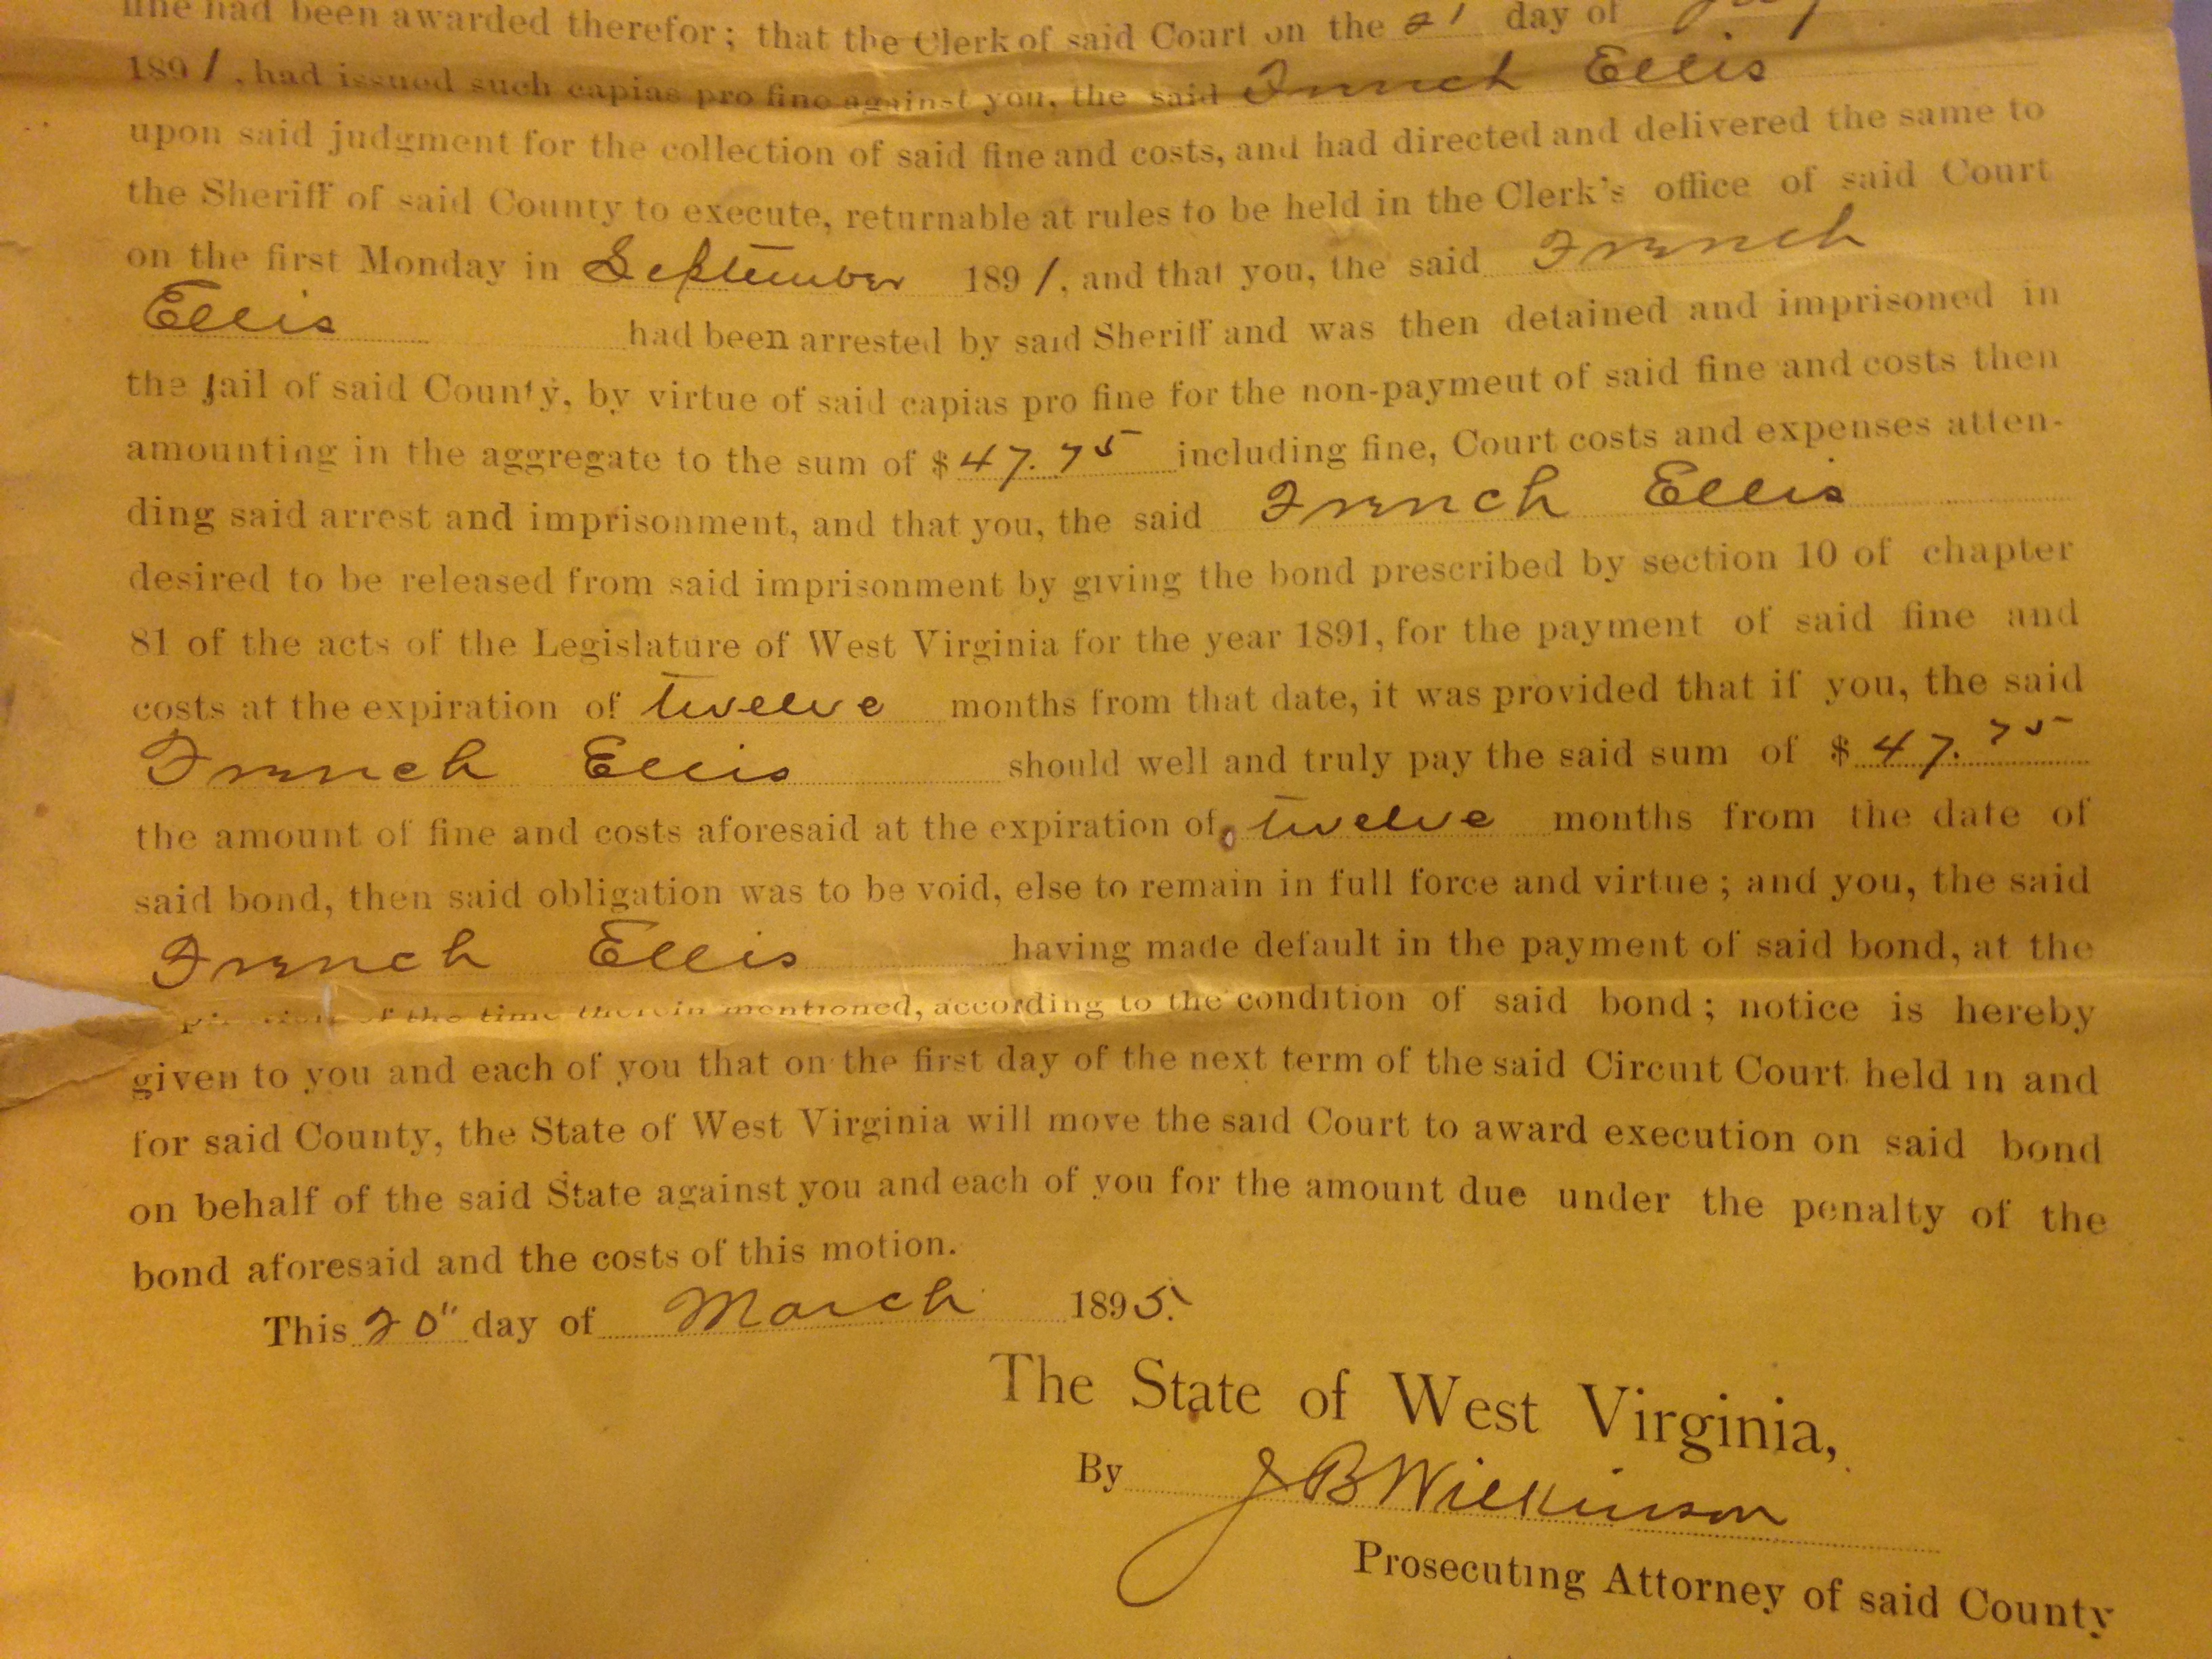 fine had been awarded therefor; that the Clerk of said Court on the 21 day of
1891, had issued such capias pro fine against you, the said French Ellis
upon said judgment for the collection of said fine and costs, and had directed and delivered the same to
the Sheriff of said County to execute, returnable at rules to be held in the Clerk's office of said Court
on the first Monday in September 1891, and that you, the said French
Ellis had been arrested by said Sheriff and was then detained and imprisoned in
the jail of said County, by virtue of said capias pro fine for the non-payment of said fine and costs then
amounting in the aggregate to the sum of $47.75 including fine, Court costs and expenses atten-
ding said arrest and imprisonment, and that you, the said French Ellis
desired to be released from said imprisonment by giving the bond prescribed by section 10 of chapter
81 of the acts of the Legislature of West Virginia for the year 1891, for the payment of said fine and
costs at the expiration of twelve months from that date, it was provided that if you, the said
French Ellis should well and truly pay the said sum of $47.75
the amount of fine and costs aforesaid at the expiration of twelve months from the date of
said bond, then said obligation was to be void, else to remain in full force and virtue; and you, the said
French Ellis having made default in the payment of said bond, at the
of the time therein mentioned, according to the condition of said bond; notice is hereby
given to you and each of you that on the first day of the next term of the said Circuit Court held in and
for said County, the State of West Virginia will move the said Court to award execution on said bond
on behalf of the said State against you and each of you for the amount due under the penalty of the
bond aforesaid and the costs of this motion.
This 20" day of March 1895.
The State of West Virginia,
By J B Wilkinson
Prosecuting Attorney of said County